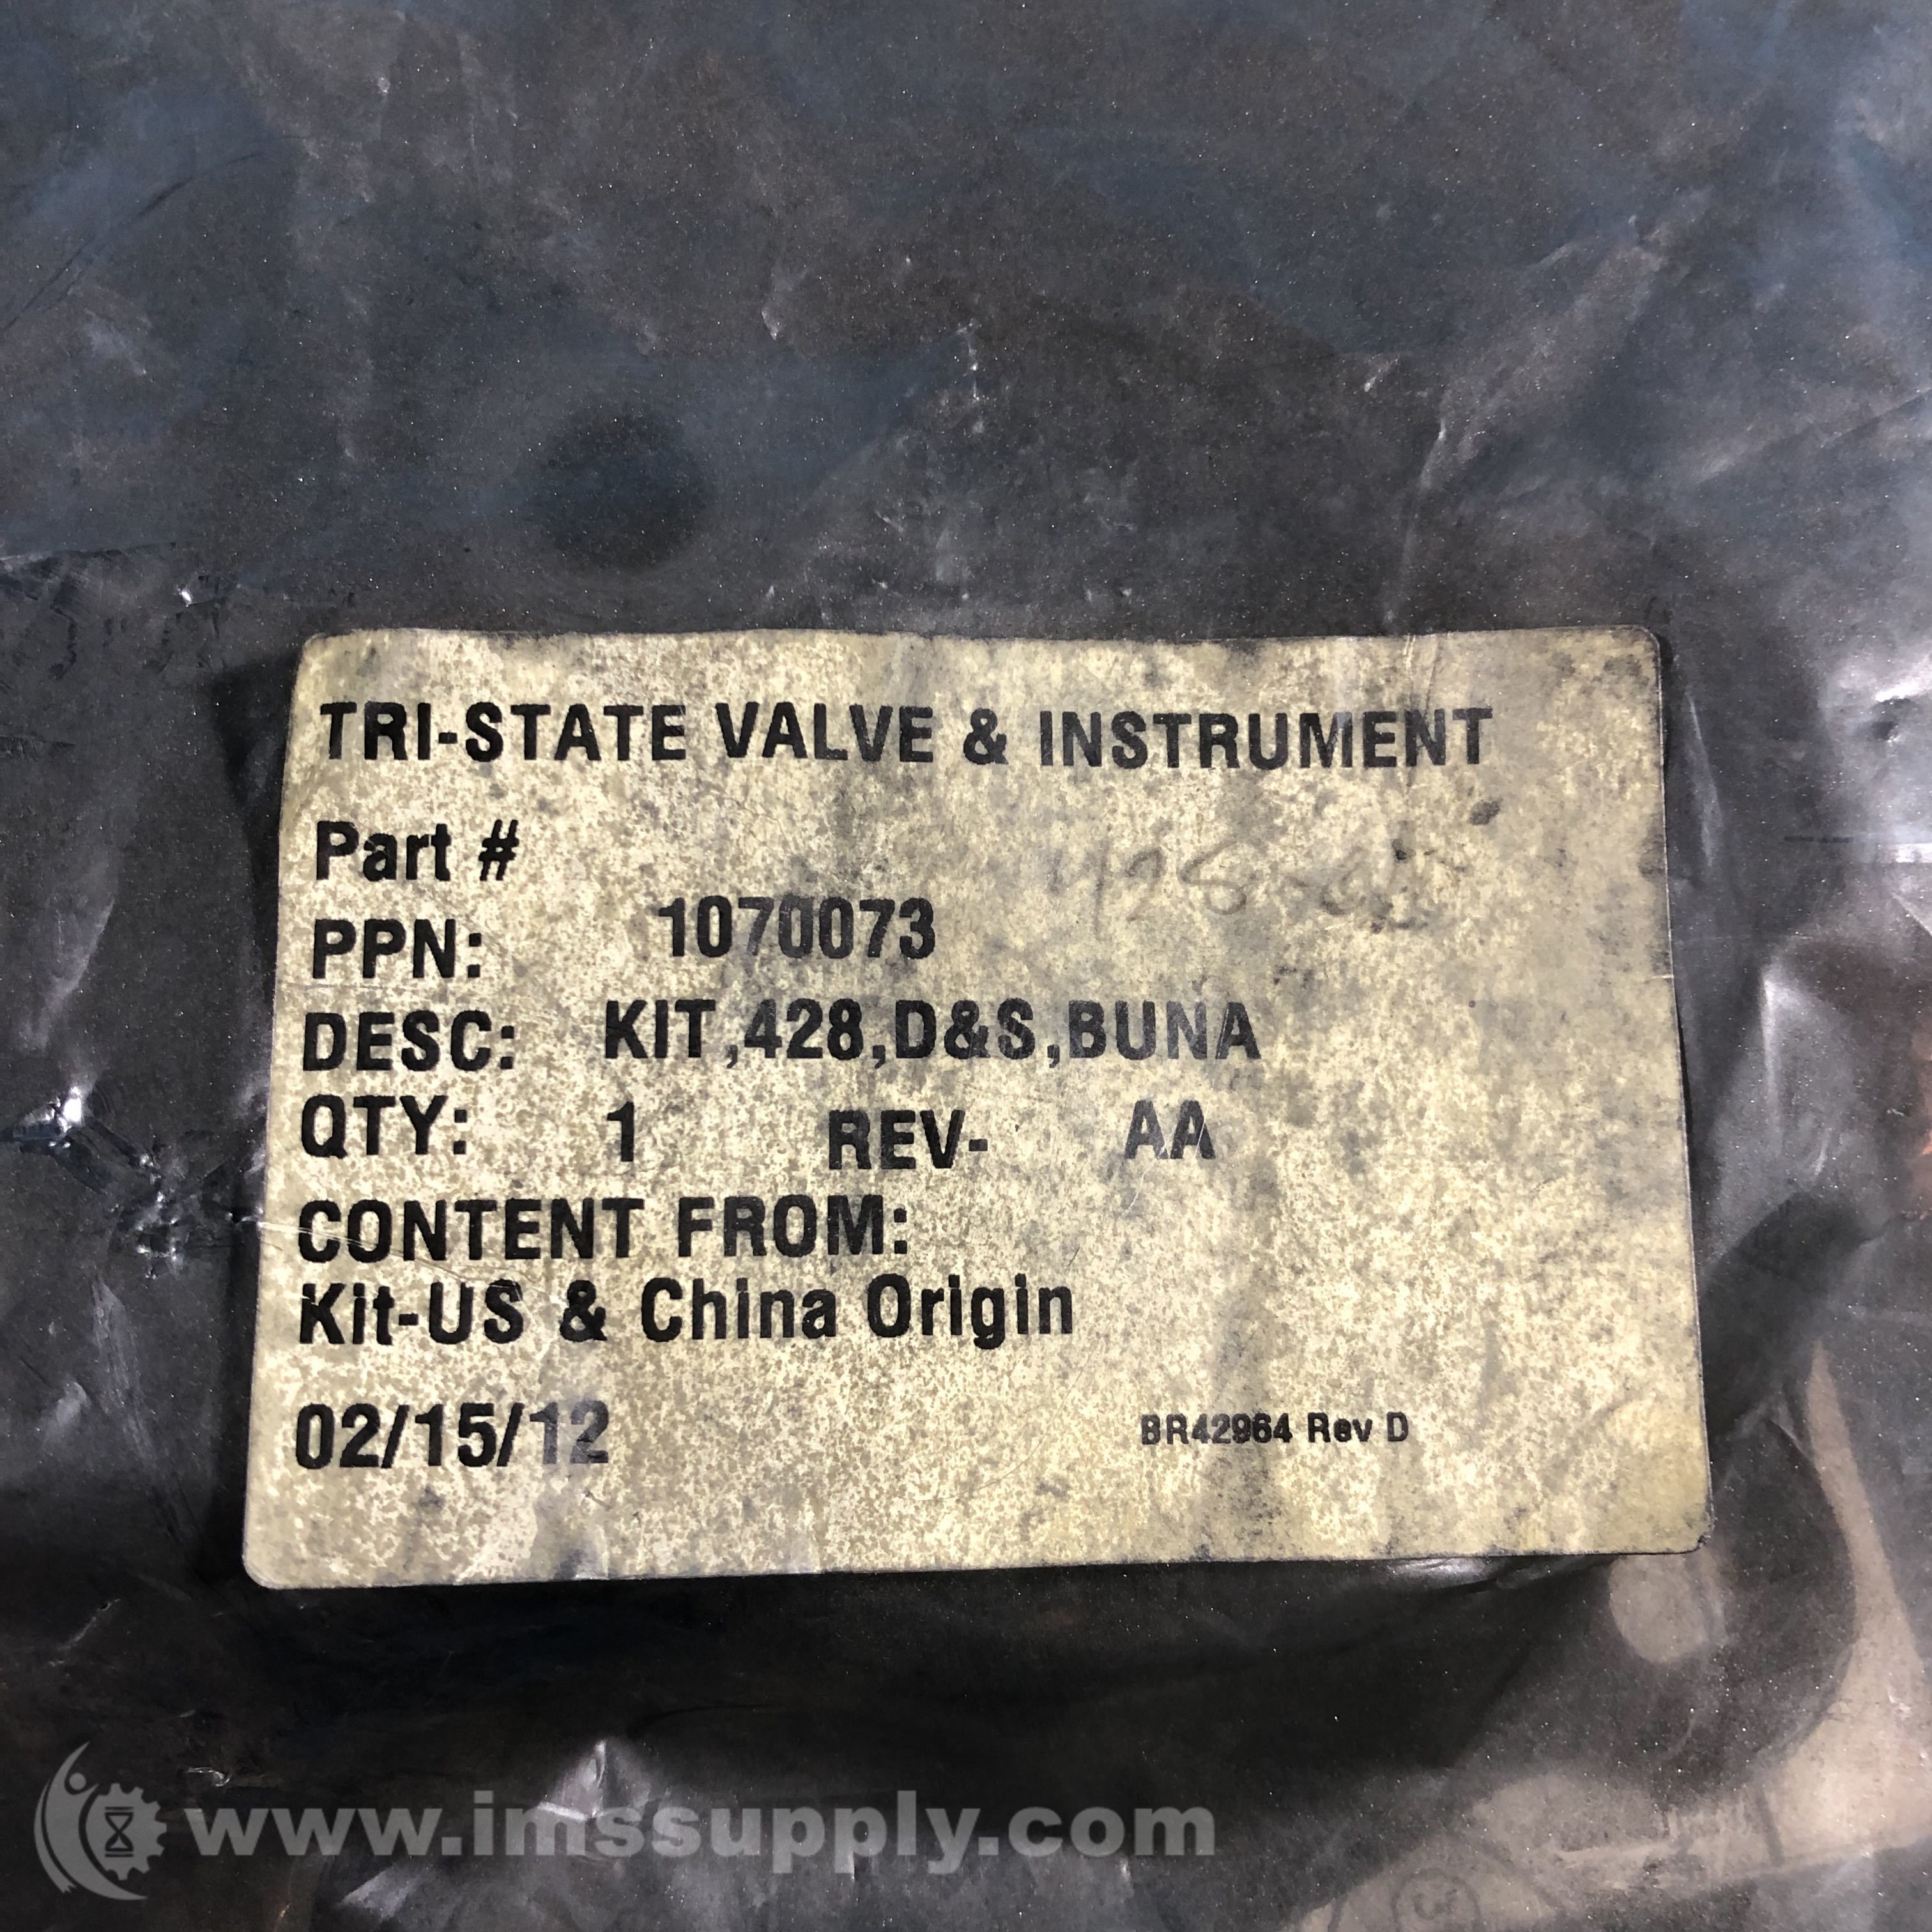 TRI-STATE VALVE & INSTRUMENT
Part #
PPN: 1070073
DESC: KIT,428,D&S,BUNA
QTY: 1 REV- AA
CONTENT FROM:
Kit-US & China Origin
02/15/12 BR42964 Rev D
www.imssupply.com